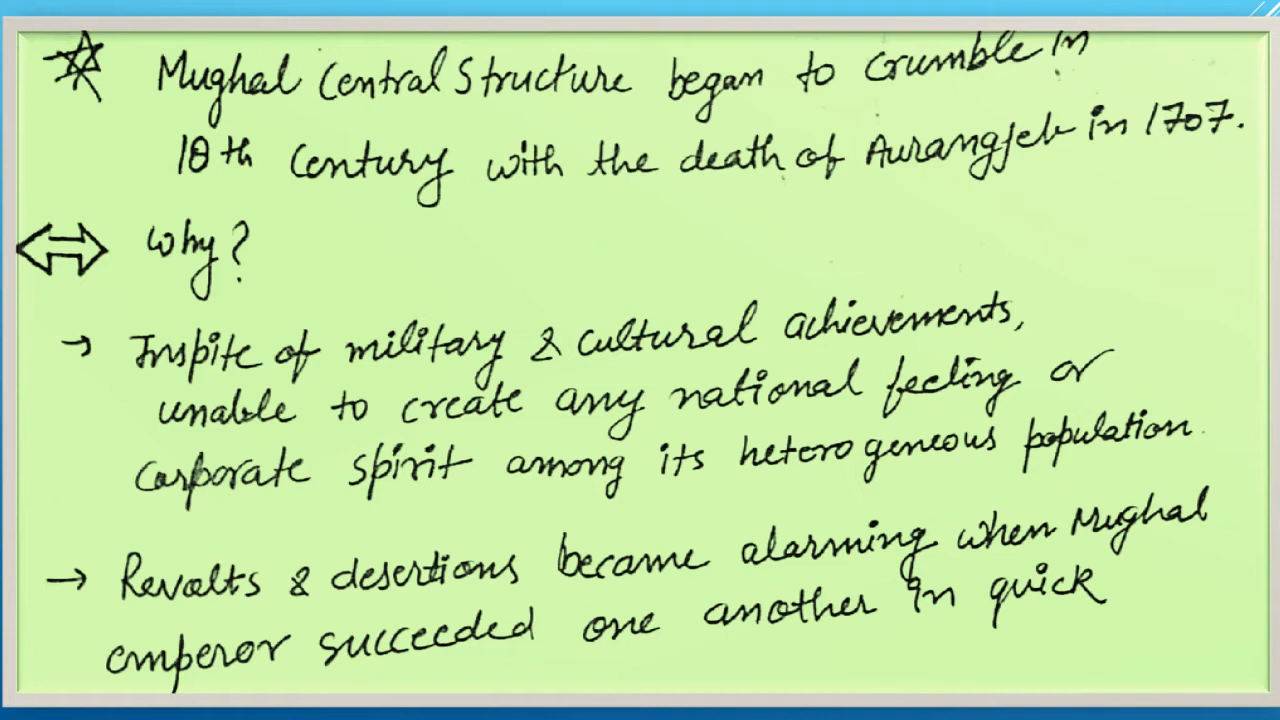 Mughal Central Structure began to crumble in
18th Century with the death of Aurangjeb in 1707.
Why?
→ Inspite of military & cultural achievements,
unable to create any national feeling or
corporate spirit among its heterogeneous population
→ Revolts & desertions became alarming when Mughal
emperor succeeded one another in quick